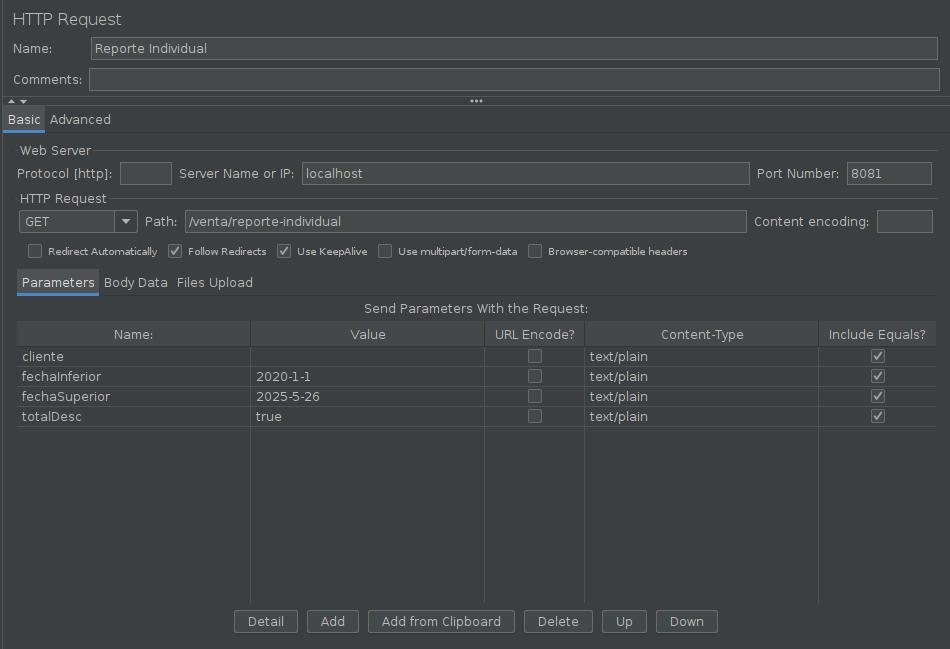 HTTP Request
Name: Reporte Individual
Comments:
Basic Advanced
Web Server
Protocol [http]: Server Name or IP: localhost Port Number: 8081
HTTP Request
GET Path: /venta/reporte-individual Content encoding:
Redirect Automatically Follow Redirects Use KeepAlive Use multipart/form-data Browser-compatible headers
Parameters Body Data Files Upload
Send Parameters With the Request:
Name: Value URL Encode? Content-Type Include Equals?
cliente text/plain
fechaInferior 2020-1-1 text/plain
fechaSuperior 2025-5-26 text/plain
totalDesc true text/plain
Detail Add Add from Clipboard Delete Up Down